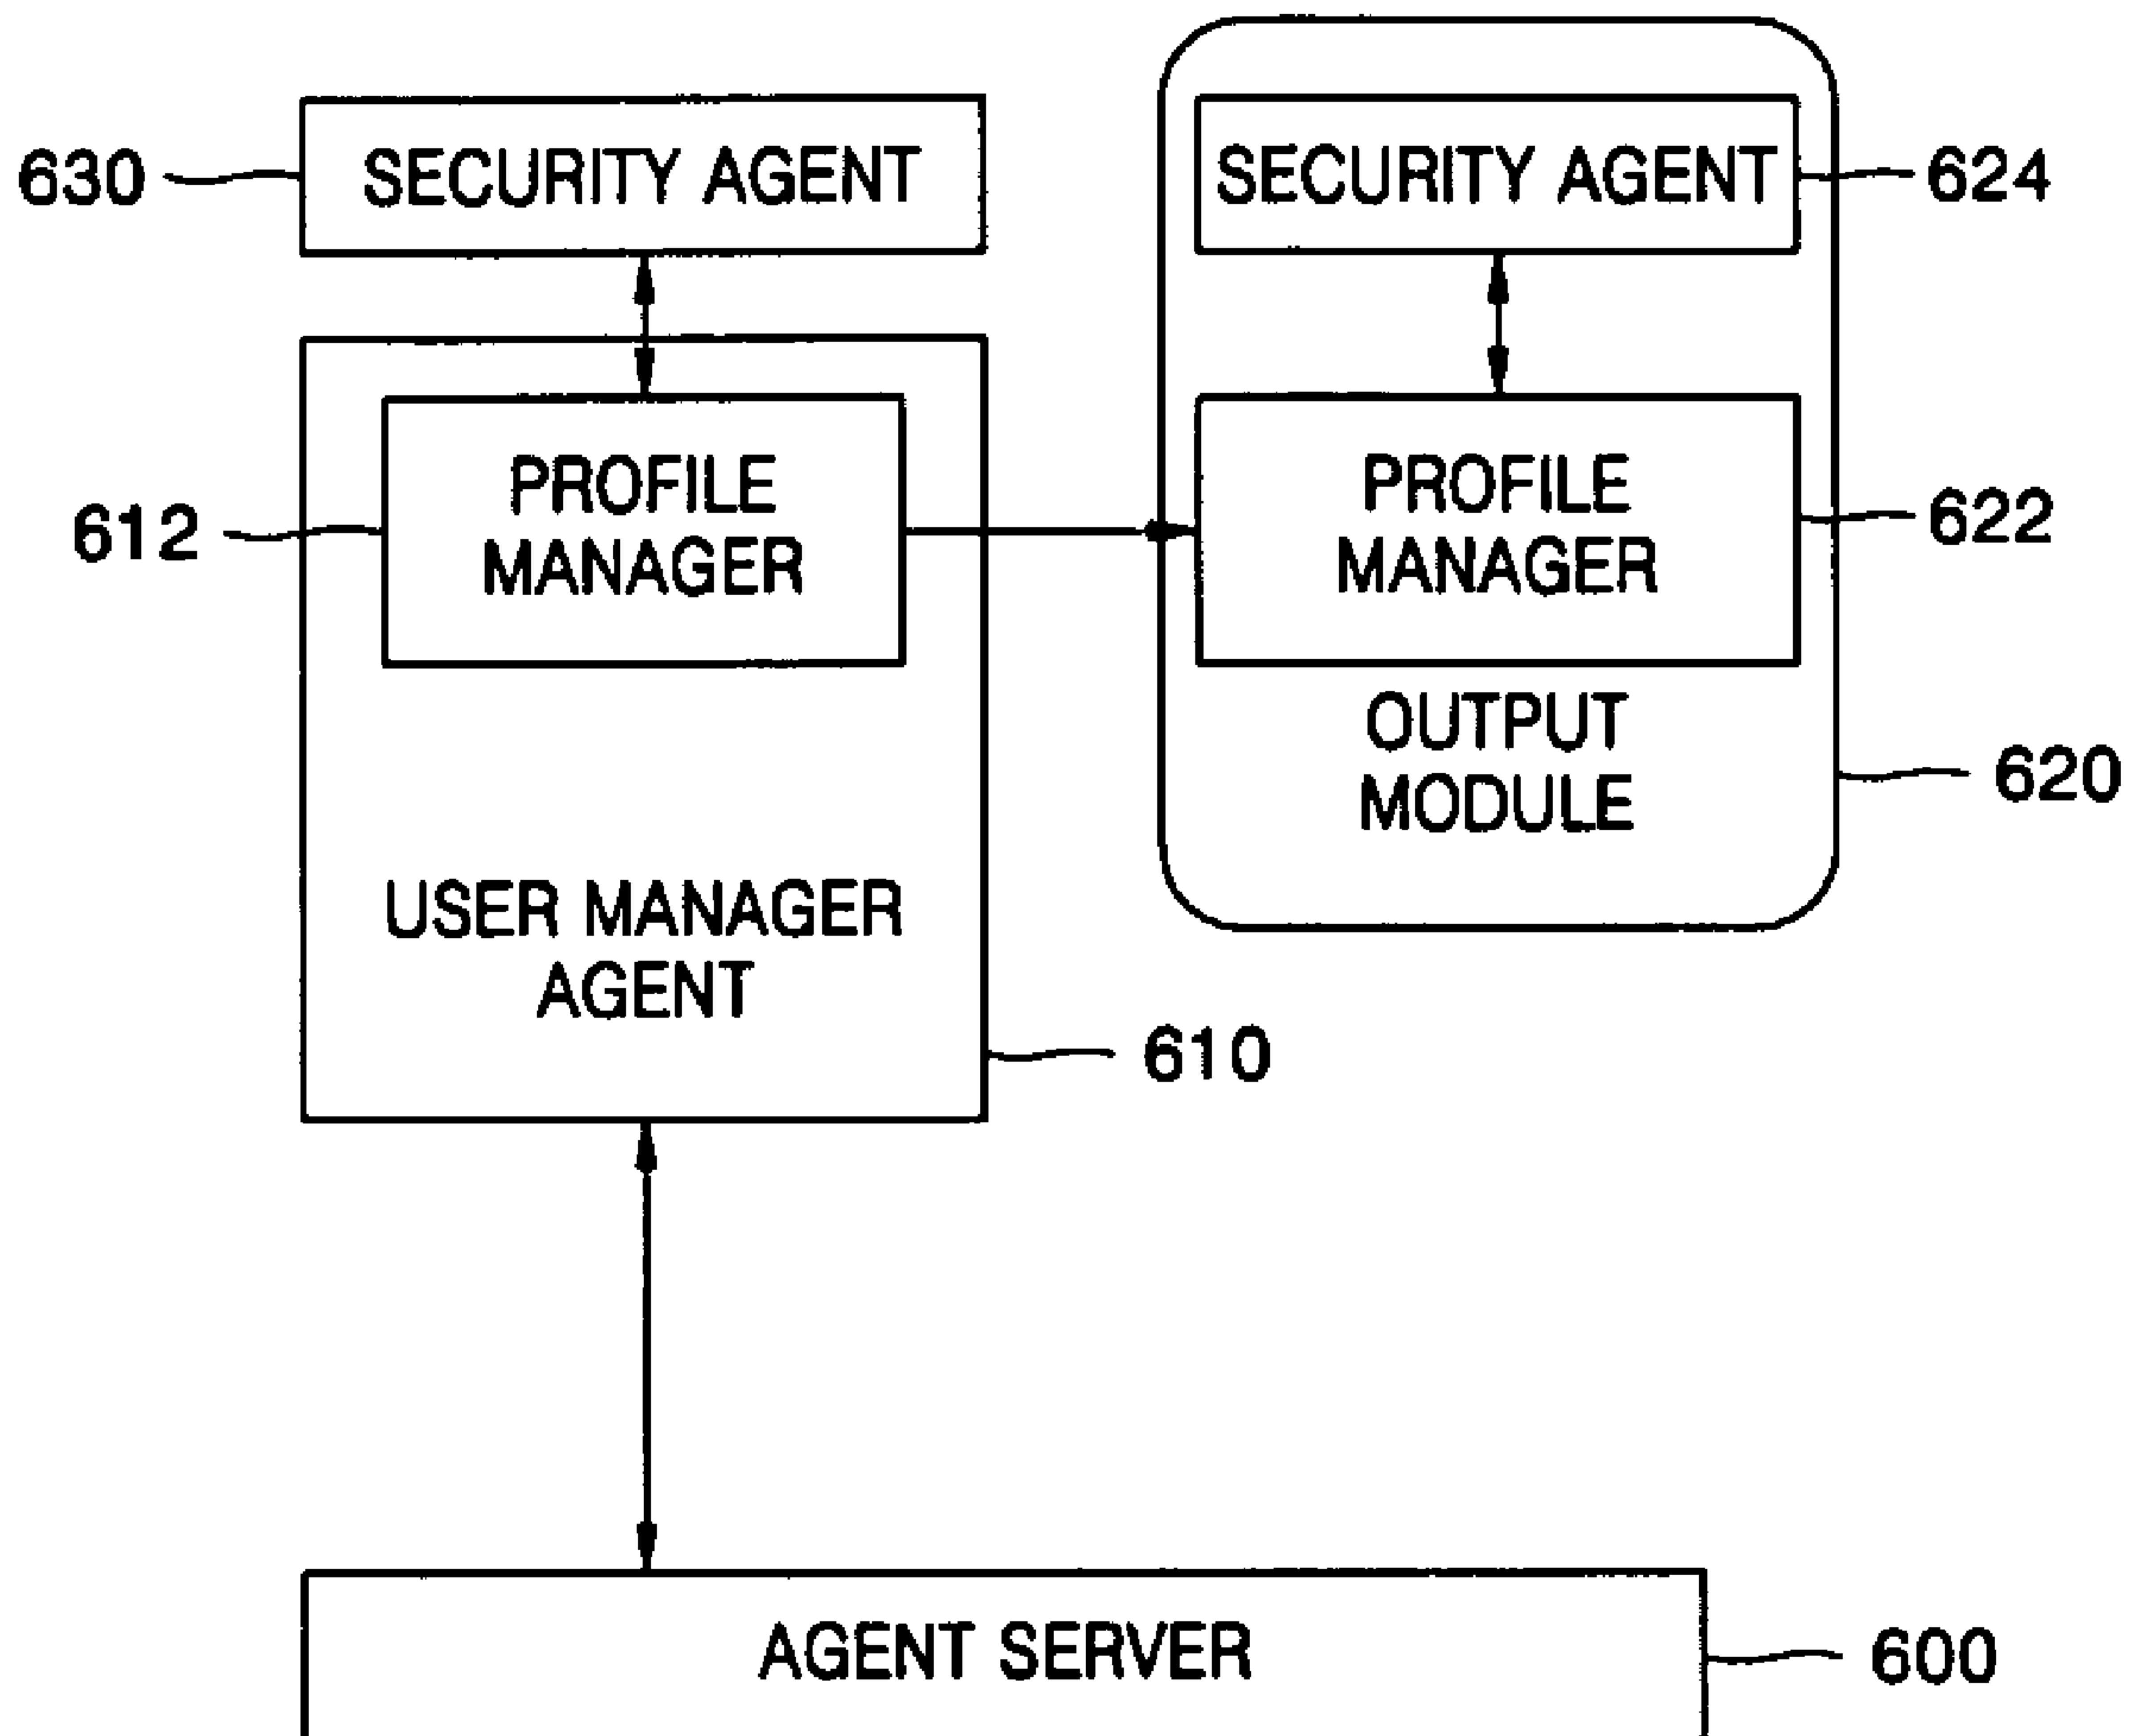 630
SECURITY AGENT
SECURITY AGENT
624
612
PROFILE
MANAGER
PROFILE
MANAGER
622
OUTPUT
MODULE
620
USER MANAGER
AGENT
610
AGENT SERVER
600